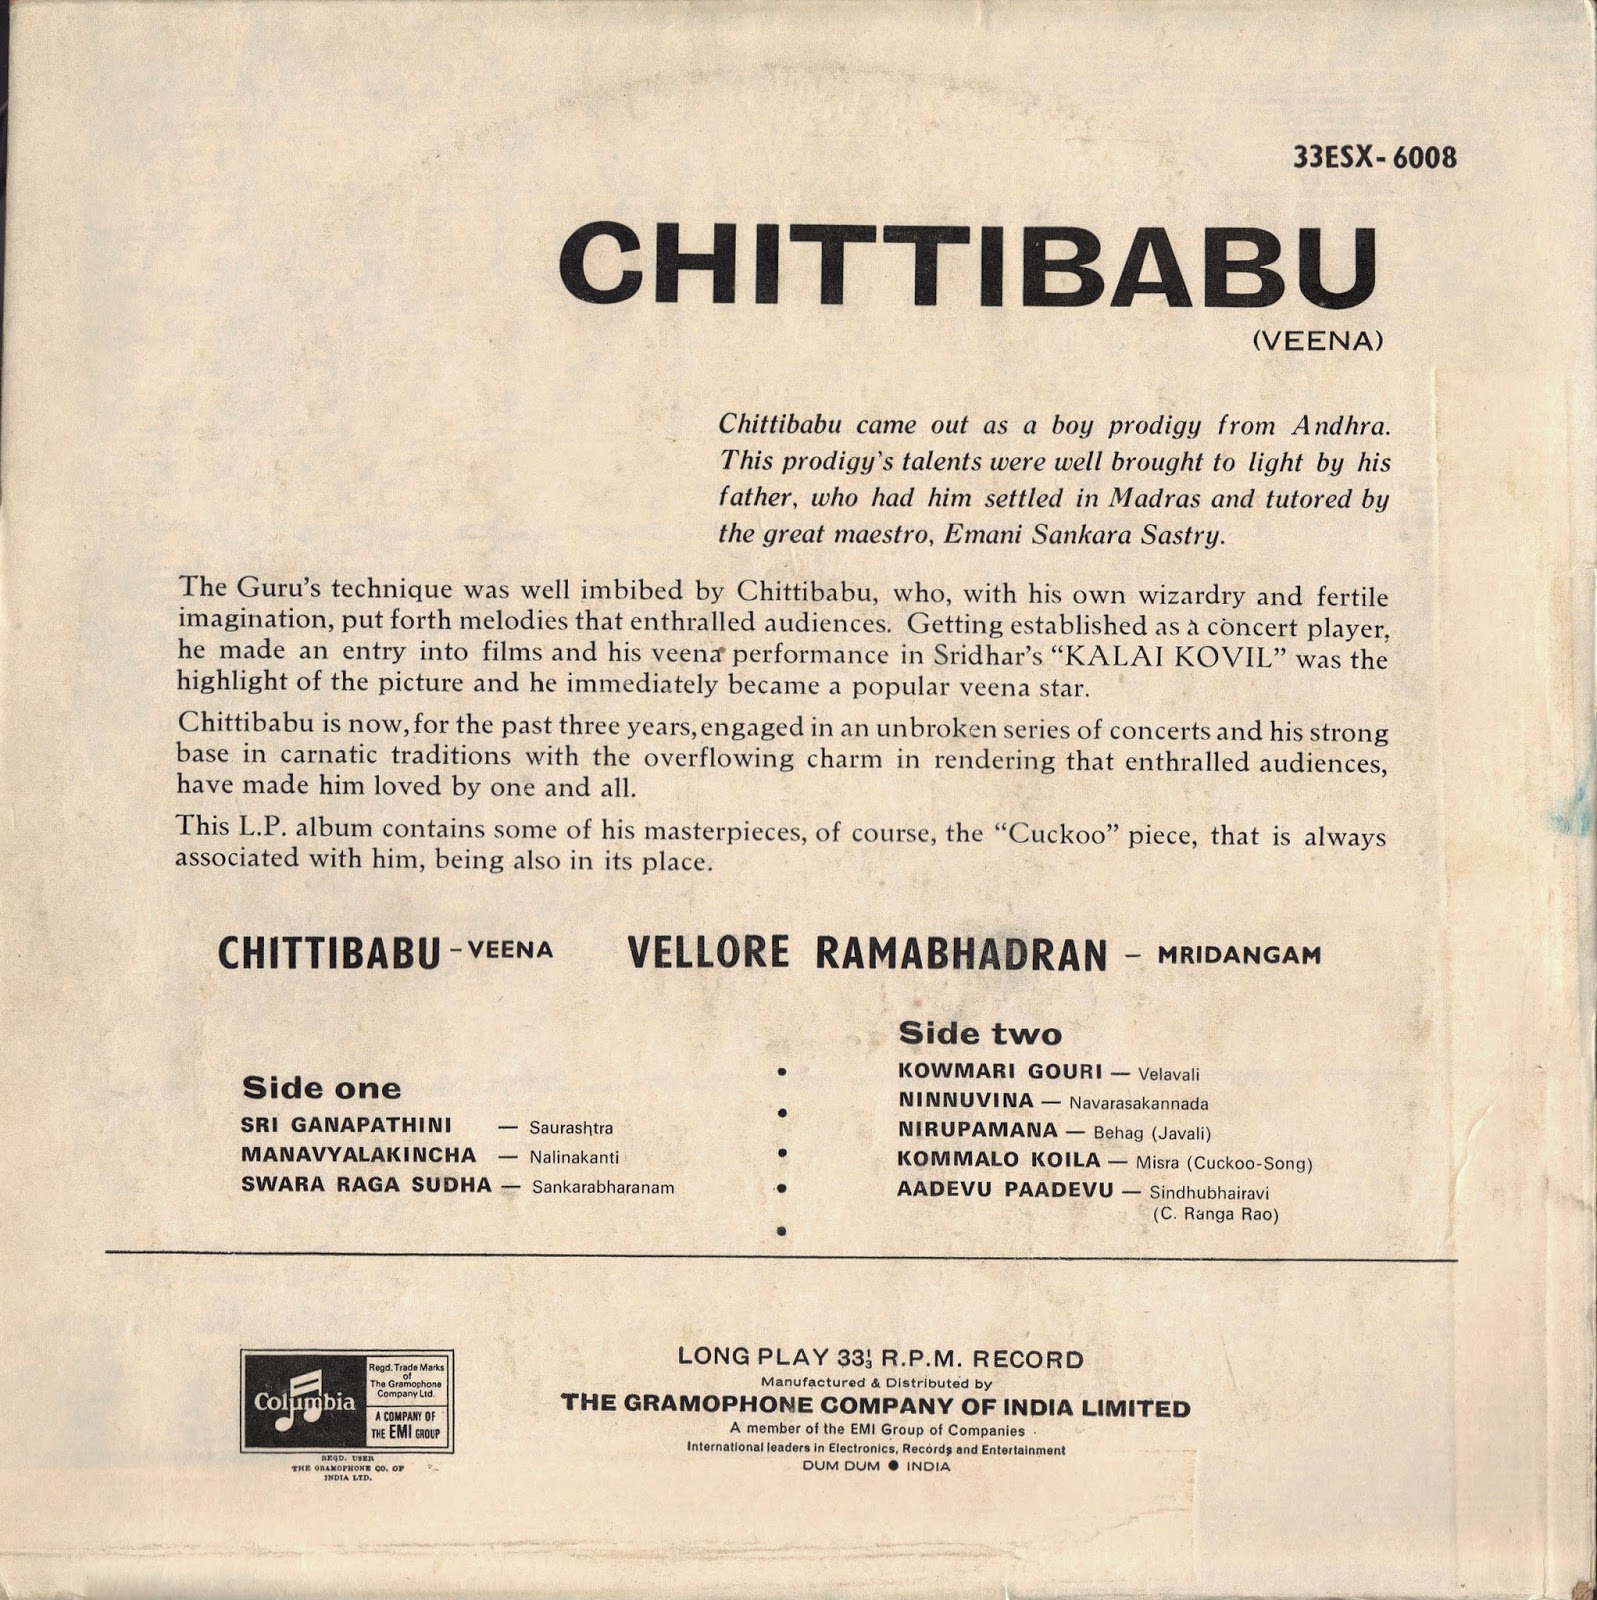 33ESX-6008
CHITTIBABU
(VEENA)
Chittibabu came out as a boy prodigy from Andhra.
This prodigy's talents were well brought to light by his
father, who had him settled in Madras and tutored by
the great maestro, Emani Sankara Sastry.
The Guru's technique was well imbibed by Chittibabu, who, with his own wizardry and fertile
imagination, put forth melodies that enthralled audiences. Getting established as a concert player,
he made an entry into films and his veena performance in Sridhar's "KALAI KOVIL" was the
highlight of the picture and he immediately became a popular veena star.
Chittibabu is now, for the past three years, engaged in an unbroken series of concerts and his strong
base in carnatic traditions with the overflowing charm in rendering that enthralled audiences,
have made him loved by one and all.
This L.P. album contains some of his masterpieces, of course, the "Cuckoo" piece, that is always
associated with him, being also in its place.
CHITTIBABU - VEENA VELLORE RAMABHADRAN - MRIDANGAM
Side one
SRI GANAPATHINI — Saurashtra
MANAVYALAKINCHA — Nalinakanti
SWARA RAGA SUDHA — Sankarabharanam
Side two
KOWMARI GOURI — Velavali
NINNUVINA — Navarasakannada
NIRUPAMANA — Behag (Javali)
KOMMALO KOILA — Misra (Cuckoo-Song)
AADEVU PAADEVU — Sindhubhairavi
(C. Ranga Rao)
Columbia
Regd. Trade Marks
of
The Gramophone
Company Ltd.
A COMPANY OF
THE EMI GROUP
REGD. USER
THE GRAMOPHONE CO. OF
INDIA LTD.
LONG PLAY 33⅓ R.P.M. RECORD
Manufactured & Distributed by
THE GRAMOPHONE COMPANY OF INDIA LIMITED
A member of the EMI Group of Companies
International leaders in Electronics, Records and Entertainment
DUM DUM ● INDIA